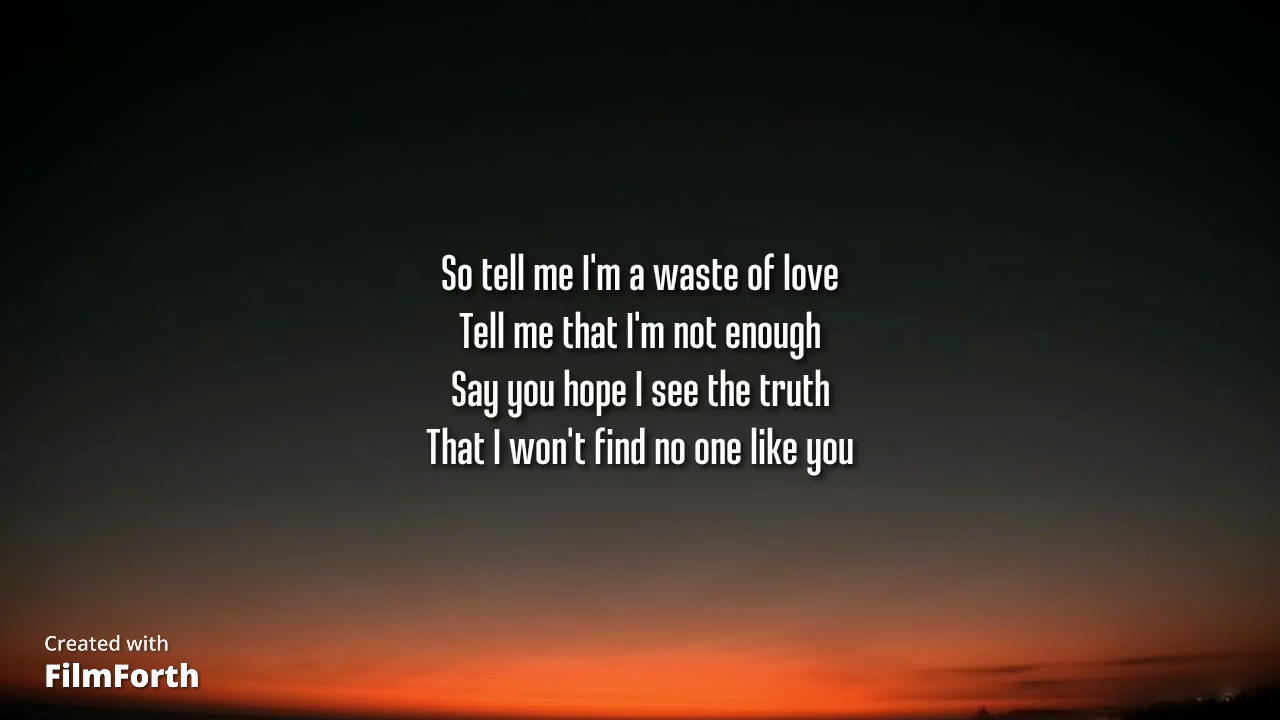 So tell me I'm a waste of love
Tell me that I'm not enough
Say you hope I see the truth
That I won't find no one like you
Created with
FilmForth